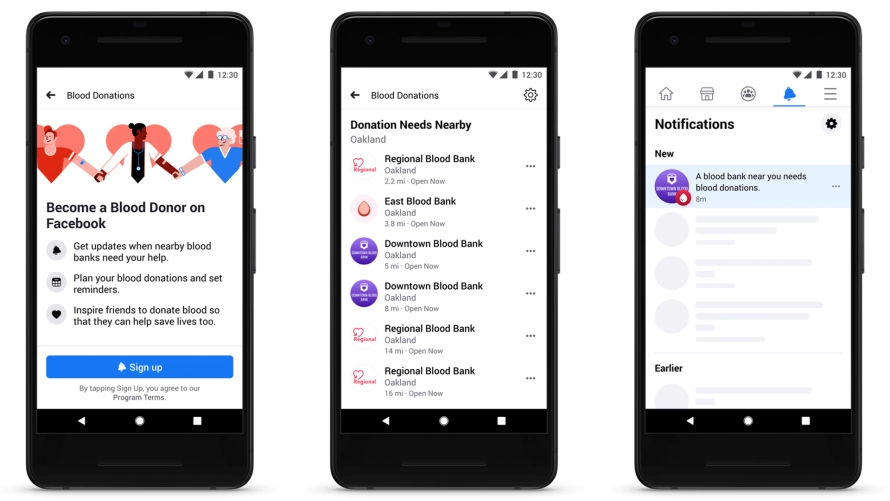 12:30
Blood Donations
Become a Blood Donor on
Facebook
Get updates when nearby blood
banks need your help.
Plan your blood donations and set
reminders.
Inspire friends to donate blood so
that they can help save lives too.
Sign up
By tapping Sign Up, you agree to our
Program Terms.
12:30
Blood Donations
Donation Needs Nearby
Oakland
Regional
Regional Blood Bank
Oakland
2.2 mi · Open Now
East Blood Bank
Oakland
3.8 mi · Open Now
DOWNTOWN BLOOD
BANK
Downtown Blood Bank
Oakland
5 mi · Open Now
DOWNTOWN BLOOD
BANK
Downtown Blood Bank
Oakland
8 mi · Open Now
Regional
Regional Blood Bank
Oakland
14 mi · Open Now
Regional
Regional Blood Bank
Oakland
16 mi · Open Now
12:30
Notifications
New
DOWNTOWN BLOOD
BANK
A blood bank near you needs
blood donations.
8m
Earlier